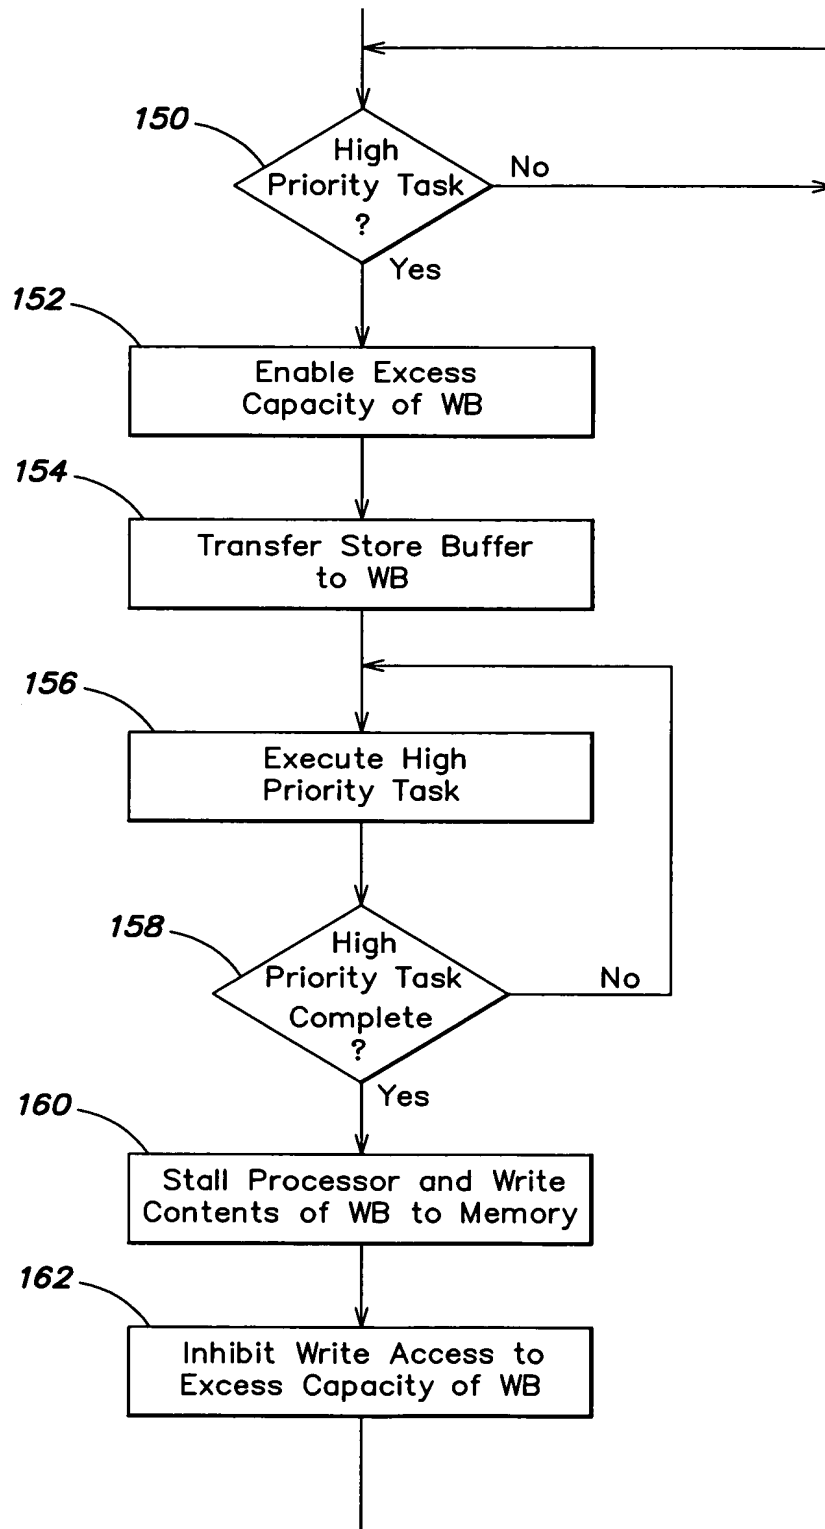 150
High
Priority Task
?
No
Yes
152
Enable Excess
Capacity of WB
154
Transfer Store Buffer
to WB
156
Execute High
Priority Task
158
High
Priority Task
Complete
?
No
Yes
160
Stall Processor and Write
Contents of WB to Memory
162
Inhibit Write Access to
Excess Capacity of WB